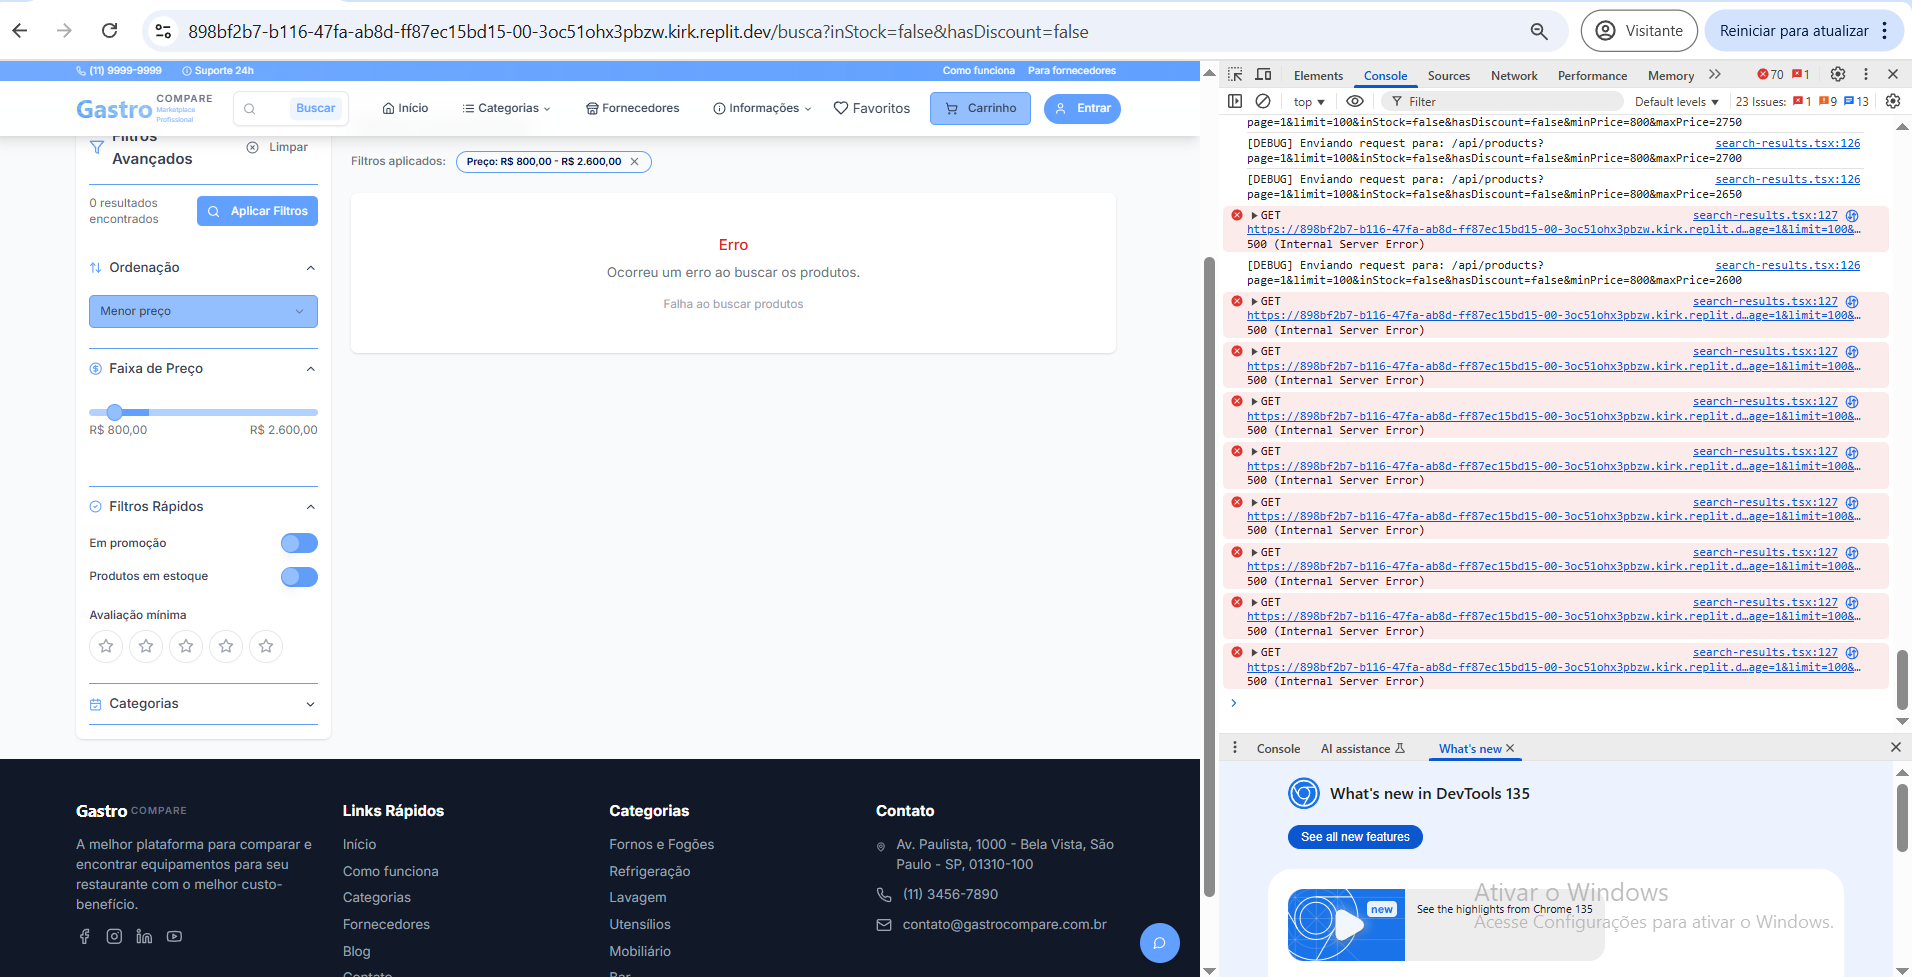 898bf2b7-b116-47fa-ab8d-ff87ec15bd15-00-3oc51ohx3pbzw.kirk.replit.dev/busca?inStock=false&hasDiscount=false
Visitante
Reiniciar para atualizar
(11) 9999-9999
Suporte 24h
Como funciona
Para fornecedores
Gastro
COMPARE
Marketplace
Profissional
Buscar
Início
Categorias
Fornecedores
Informações
Favoritos
Carrinho
Entrar
Filtros
Avançados
Limpar
0 resultados
encontrados
Aplicar Filtros
Ordenação
Menor preço
Faixa de Preço
R$ 800,00
R$ 2.600,00
Filtros Rápidos
Em promoção
Produtos em estoque
Avaliação mínima
Categorias
Filtros aplicados:
Preço: R$ 800,00 - R$ 2.600,00
Erro
Ocorreu um erro ao buscar os produtos.
Falha ao buscar produtos
Gastro COMPARE
A melhor plataforma para comparar e
encontrar equipamentos para seu
restaurante com o melhor custo-
benefício.
Links Rápidos
Início
Como funciona
Categorias
Fornecedores
Blog
Contato
Categorias
Fornos e Fogões
Refrigeração
Lavagem
Utensílios
Mobiliário
Bar
Contato
Av. Paulista, 1000 - Bela Vista, São
Paulo - SP, 01310-100
(11) 3456-7890
contato@gastrocompare.com.br
Elements
Console
Sources
Network
Performance
Memory
70
1
top
Filter
Default levels
23 Issues:
1
9
13
page=1&limit=100&inStock=false&hasDiscount=false&minPrice=800&maxPrice=2750
[DEBUG] Enviando request para: /api/products?
search-results.tsx:126
page=1&limit=100&inStock=false&hasDiscount=false&minPrice=800&maxPrice=2700
[DEBUG] Enviando request para: /api/products?
search-results.tsx:126
page=1&limit=100&inStock=false&hasDiscount=false&minPrice=800&maxPrice=2650
GET
search-results.tsx:127
https://898bf2b7-b116-47fa-ab8d-ff87ec15bd15-00-3oc51ohx3pbzw.kirk.replit.d…age=1&limit=100&…
500 (Internal Server Error)
[DEBUG] Enviando request para: /api/products?
search-results.tsx:126
page=1&limit=100&inStock=false&hasDiscount=false&minPrice=800&maxPrice=2600
GET
search-results.tsx:127
https://898bf2b7-b116-47fa-ab8d-ff87ec15bd15-00-3oc51ohx3pbzw.kirk.replit.d…age=1&limit=100&…
500 (Internal Server Error)
GET
search-results.tsx:127
https://898bf2b7-b116-47fa-ab8d-ff87ec15bd15-00-3oc51ohx3pbzw.kirk.replit.d…age=1&limit=100&…
500 (Internal Server Error)
GET
search-results.tsx:127
https://898bf2b7-b116-47fa-ab8d-ff87ec15bd15-00-3oc51ohx3pbzw.kirk.replit.d…age=1&limit=100&…
500 (Internal Server Error)
GET
search-results.tsx:127
https://898bf2b7-b116-47fa-ab8d-ff87ec15bd15-00-3oc51ohx3pbzw.kirk.replit.d…age=1&limit=100&…
500 (Internal Server Error)
GET
search-results.tsx:127
https://898bf2b7-b116-47fa-ab8d-ff87ec15bd15-00-3oc51ohx3pbzw.kirk.replit.d…age=1&limit=100&…
500 (Internal Server Error)
GET
search-results.tsx:127
https://898bf2b7-b116-47fa-ab8d-ff87ec15bd15-00-3oc51ohx3pbzw.kirk.replit.d…age=1&limit=100&…
500 (Internal Server Error)
GET
search-results.tsx:127
https://898bf2b7-b116-47fa-ab8d-ff87ec15bd15-00-3oc51ohx3pbzw.kirk.replit.d…age=1&limit=100&…
500 (Internal Server Error)
GET
search-results.tsx:127
https://898bf2b7-b116-47fa-ab8d-ff87ec15bd15-00-3oc51ohx3pbzw.kirk.replit.d…age=1&limit=100&…
500 (Internal Server Error)
Console
AI assistance
What's new
What's new in DevTools 135
See all new features
new
See the highlights from Chrome 135
Ativar o Windows
Acesse Configurações para ativar o Windows.